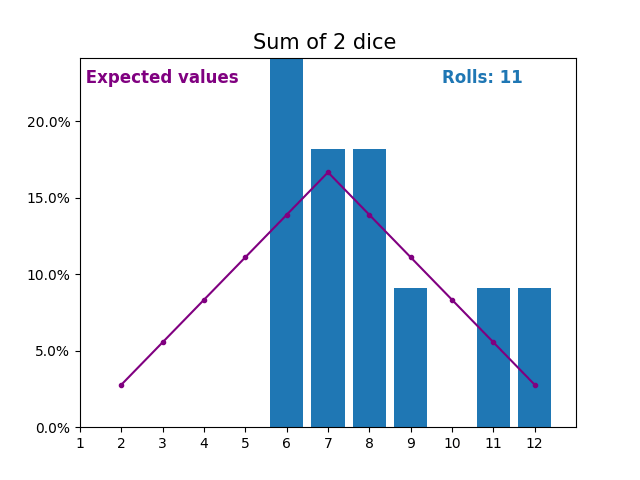 Sum of 2 dice
Expected values
Rolls: 11
20.0%
15.0%
10.0%
5.0%
0.0%
1 2 3 4 5 6 7 8 9 10 11 12